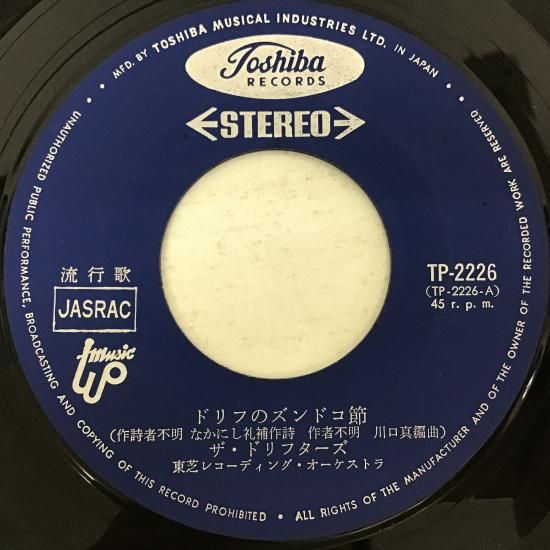 • MFD. BY TOSHIBA MUSICAL INDUSTRIES LTD. IN JAPAN •
Toshiba
RECORDS
STEREO
流行歌
JASRAC
music
TP-2226
(TP-2226-A)
45 r.p.m.
ドリフのズンドコ節
(作詩者不明 なかにし礼補作詩 作者不明 川口真編曲)
ザ・ドリフターズ
東芝レコーディング・オーケストラ
UNAUTHORIZED PUBLIC PERFORMANCE, BROADCASTING AND COPYING OF THIS RECORD PROHIBITED • ALL RIGHTS OF THE MANUFACTURER AND OF THE OWNER OF THE RECORDED WORK ARE RESERVED